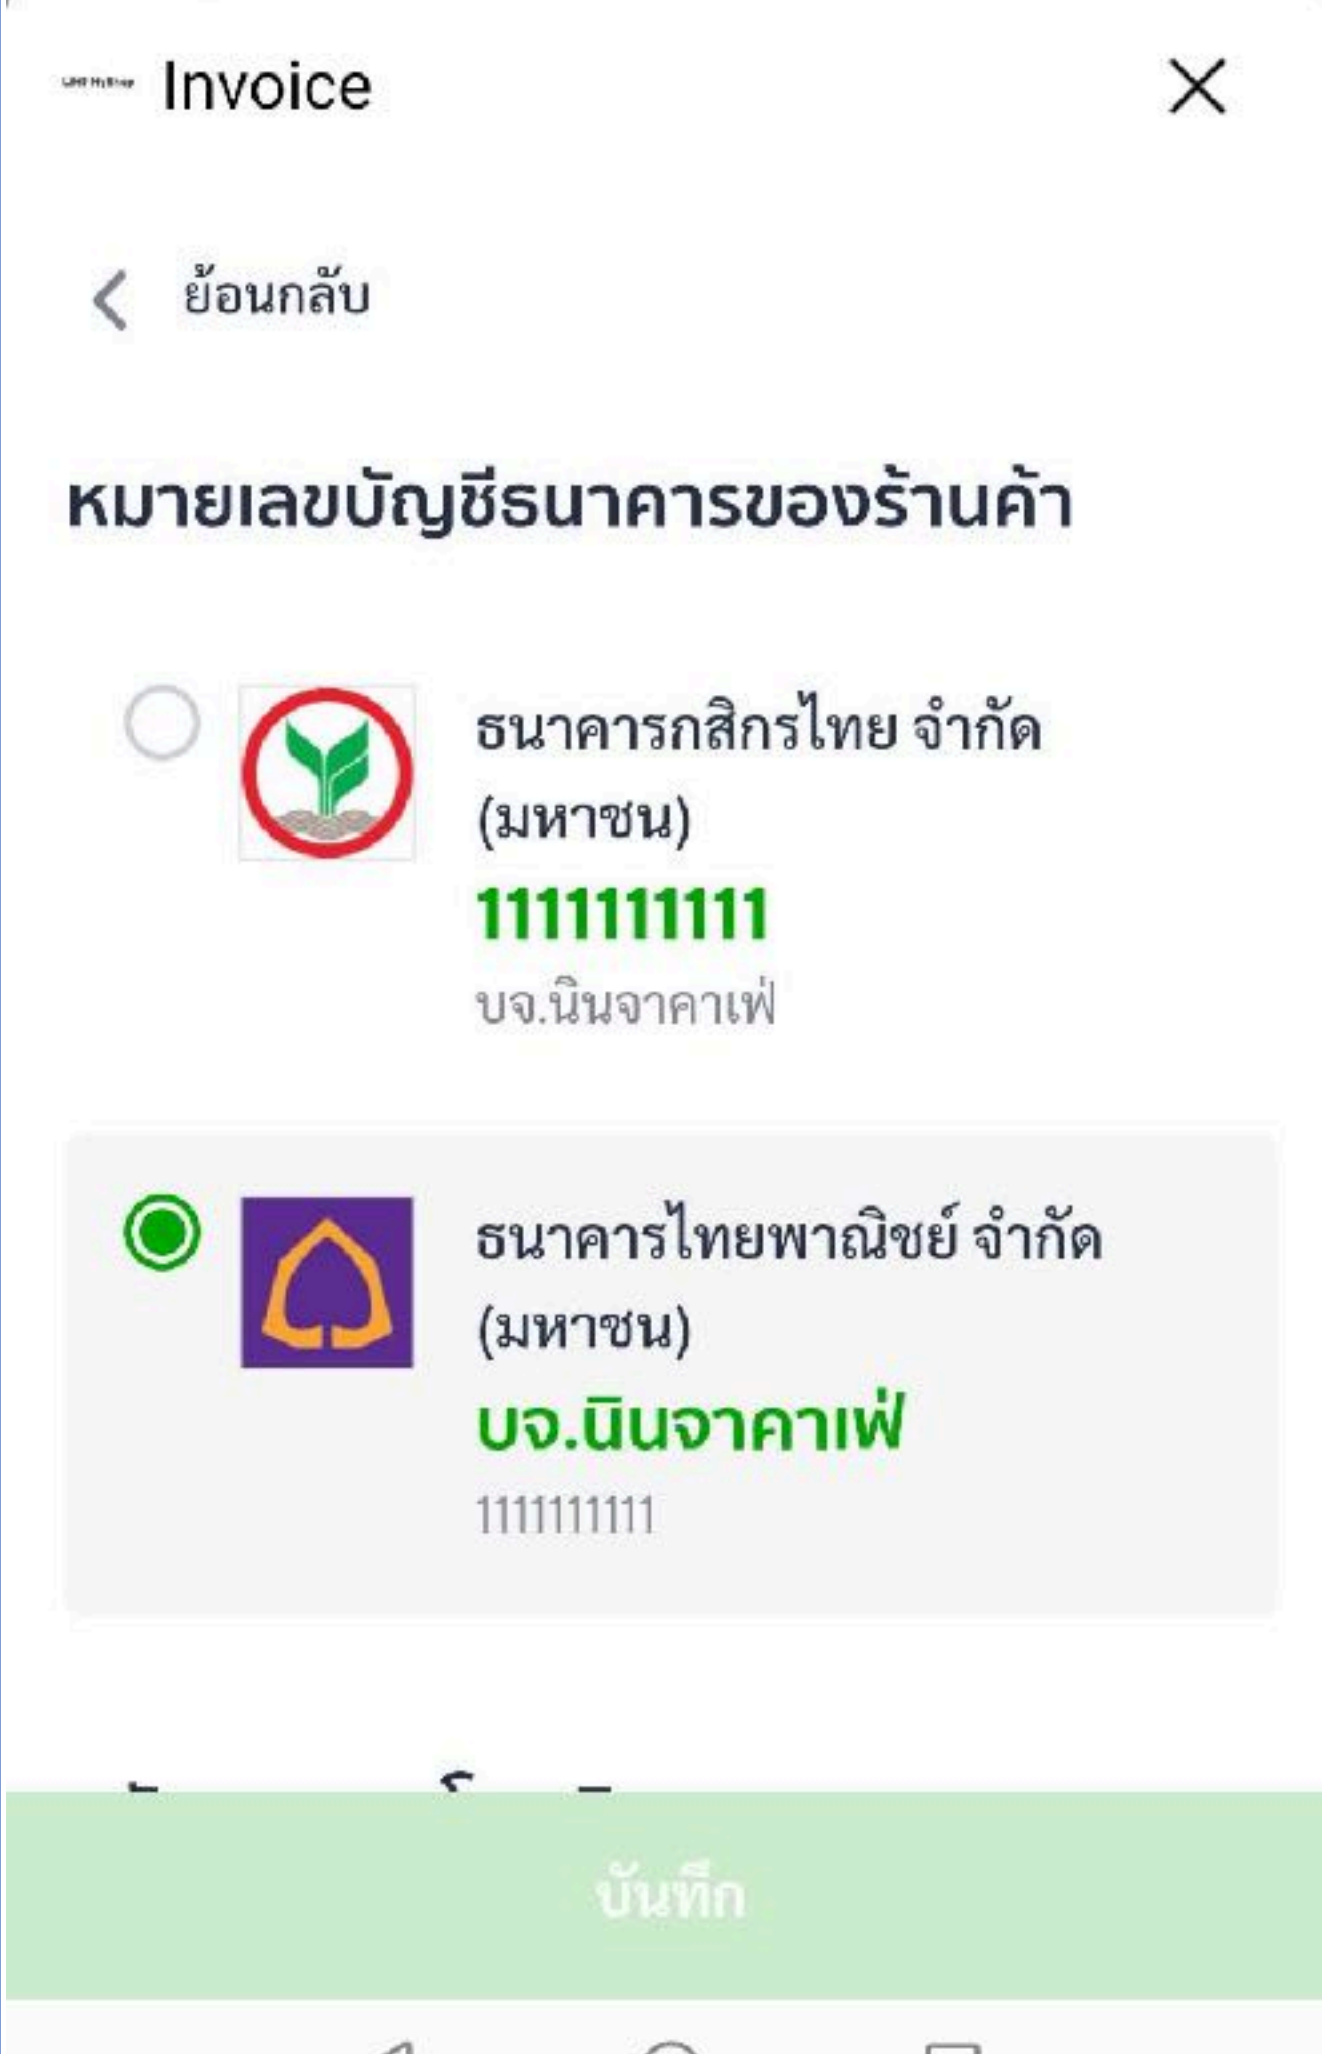 Invoice
ย้อนกลับ
หมายเลขบัญชีธนาคารของร้านค้า
ธนาคารกสิกรไทย จำกัด
(มหาชน)
1111111111
บจ.นินจาคาเฟ่
ธนาคารไทยพาณิชย์ จำกัด
(มหาชน)
บจ.นินจาคาเฟ่
1111111111
บันทึก